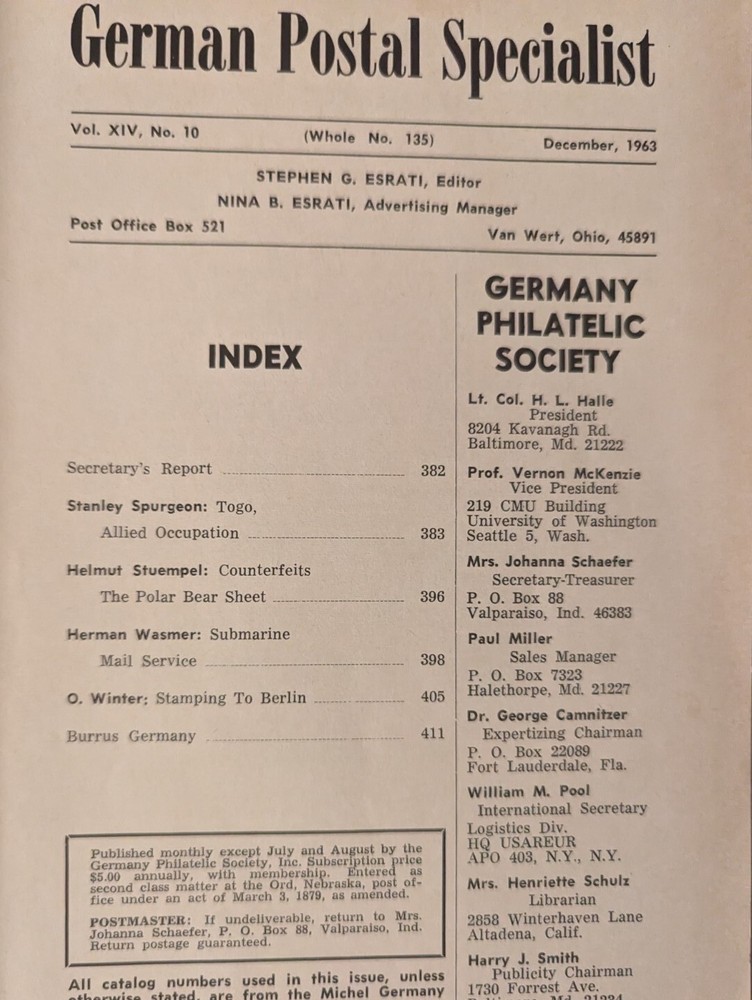 German Postal Specialist
Vol. XIV, No. 10 (Whole No. 135) December, 1963
STEPHEN G. ESRATI, Editor
NINA B. ESRATI, Advertising Manager
Post Office Box 521 Van Wert, Ohio, 45891
INDEX
Secretary's Report 382
Stanley Spurgeon: Togo,
Allied Occupation 383
Helmut Stuempel: Counterfeits
The Polar Bear Sheet 396
Herman Wasmer: Submarine
Mail Service 398
O. Winter: Stamping To Berlin 405
Burrus Germany 411
Published monthly except July and August by the
Germany Philatelic Society, Inc. Subscription price
$5.00 annually, with membership. Entered as
second class matter at the Ord, Nebraska, post of-
fice under an act of March 3, 1879, as amended.
POSTMASTER: If undeliverable, return to Mrs.
Johanna Schaefer, P. O. Box 88, Valparaiso, Ind.
Return postage guaranteed.
All catalog numbers used in this issue, unless
otherwise stated, are from the Michel Germany
GERMANY
PHILATELIC
SOCIETY
Lt. Col. H. L. Halle
President
8204 Kavanagh Rd.
Baltimore, Md. 21222
Prof. Vernon McKenzie
Vice President
219 CMU Building
University of Washington
Seattle 5, Wash.
Mrs. Johanna Schaefer
Secretary-Treasurer
P. O. Box 88
Valparaiso, Ind. 46383
Paul Miller
Sales Manager
P. O. Box 7323
Halethorpe, Md. 21227
Dr. George Camnitzer
Expertizing Chairman
P. O. Box 22089
Fort Lauderdale, Fla.
William M. Pool
International Secretary
Logistics Div.
HQ USAREUR
APO 403, N.Y., N.Y.
Mrs. Henriette Schulz
Librarian
2858 Winterhaven Lane
Altadena, Calif.
Harry J. Smith
Publicity Chairman
1730 Forrest Ave.